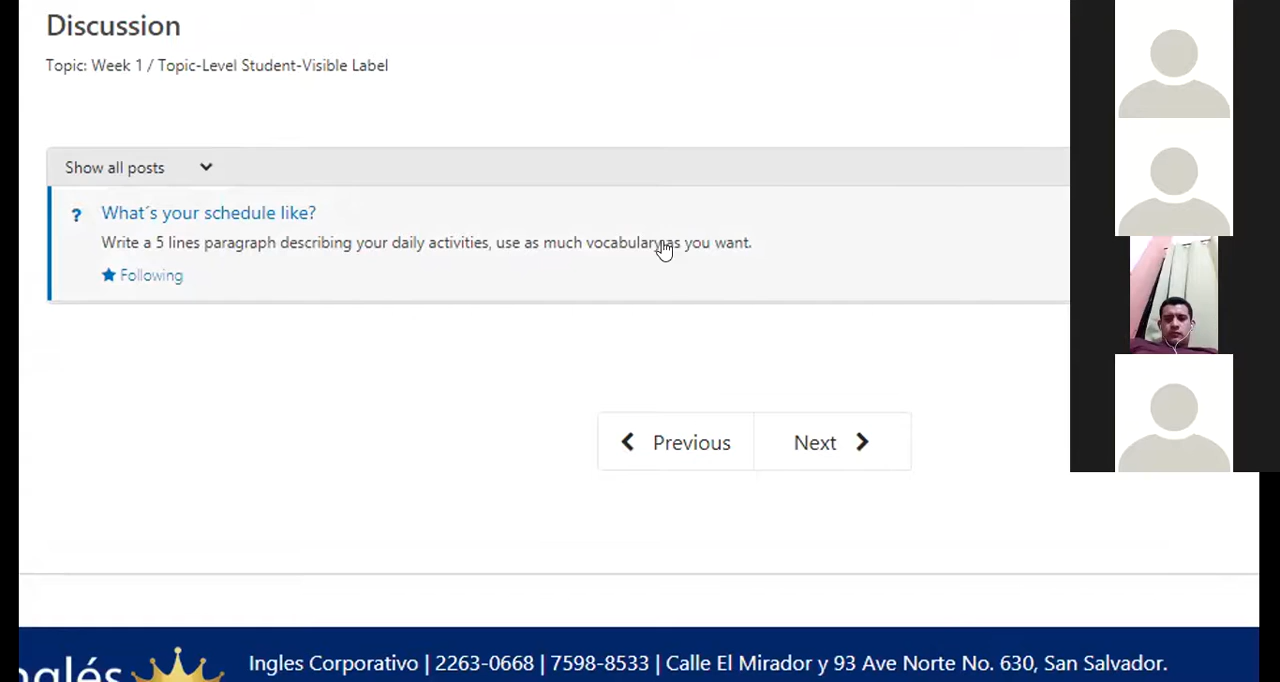 Discussion
Topic: Week 1 / Topic-Level Student-Visible Label
Show all posts
? What´s your schedule like?
Write a 5 lines paragraph describing your daily activities, use as much vocabulary as you want.
Following
Previous Next
Ingles Corporativo | 2263-0668 | 7598-8533 | Calle El Mirador y 93 Ave Norte No. 630, San Salvador.